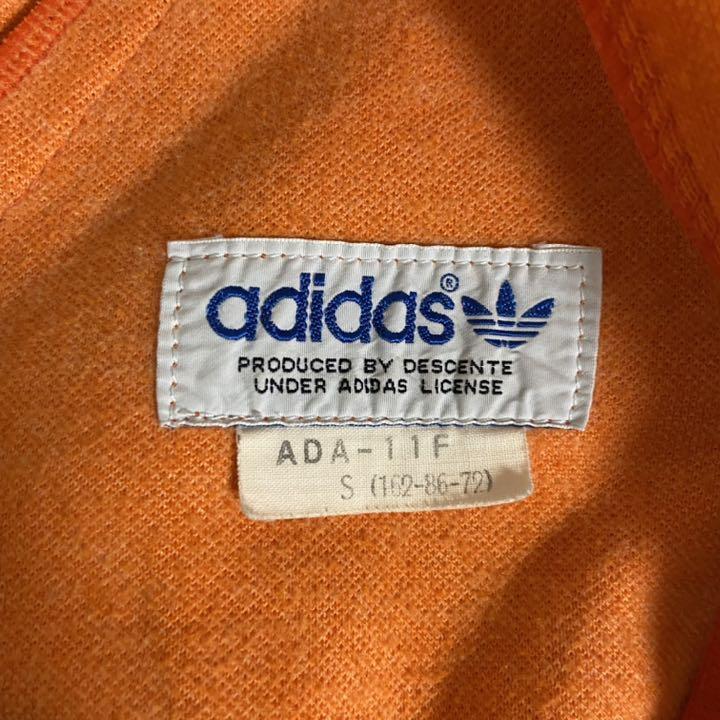 adidas®
PRODUCED BY DESCENTE
UNDER ADIDAS LICENSE
ADA-11F
S (162-86-72)